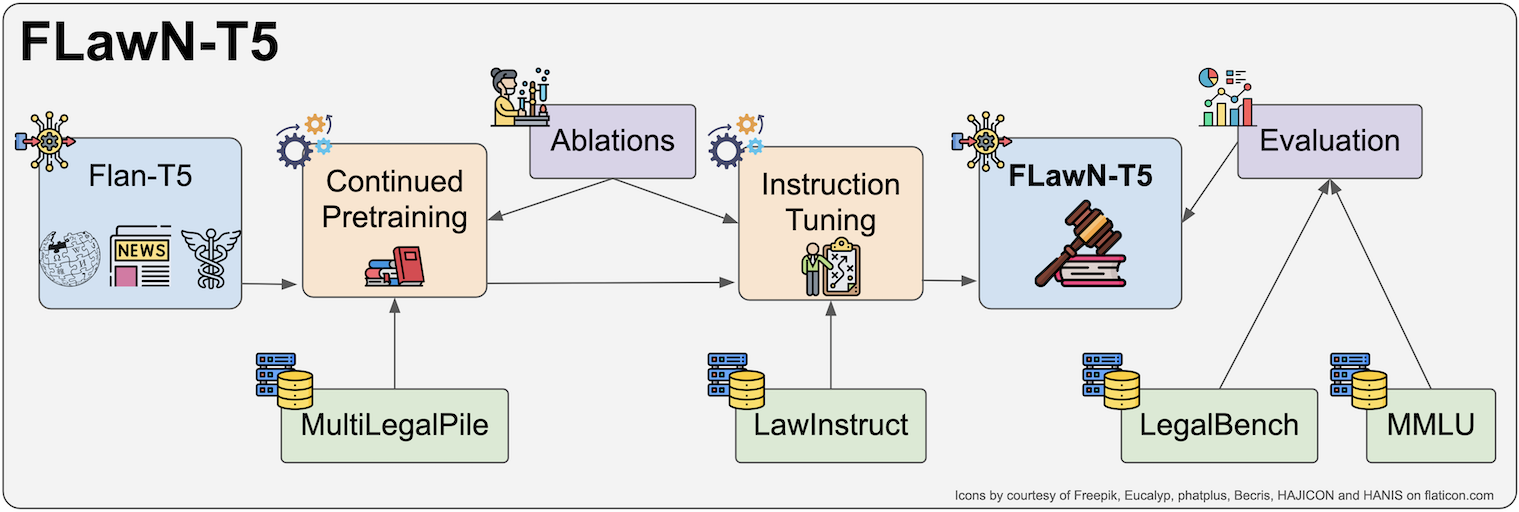 FLawN-T5
Ablations
Evaluation
Flan-T5
NEWS
Continued
Pretraining
Instruction
Tuning
FLawN-T5
MultiLegalPile
LawInstruct
LegalBench
MMLU
Icons by courtesy of Freepik, Eucalyp, phatplus, Becris, HAJICON and HANIS on flaticon.com